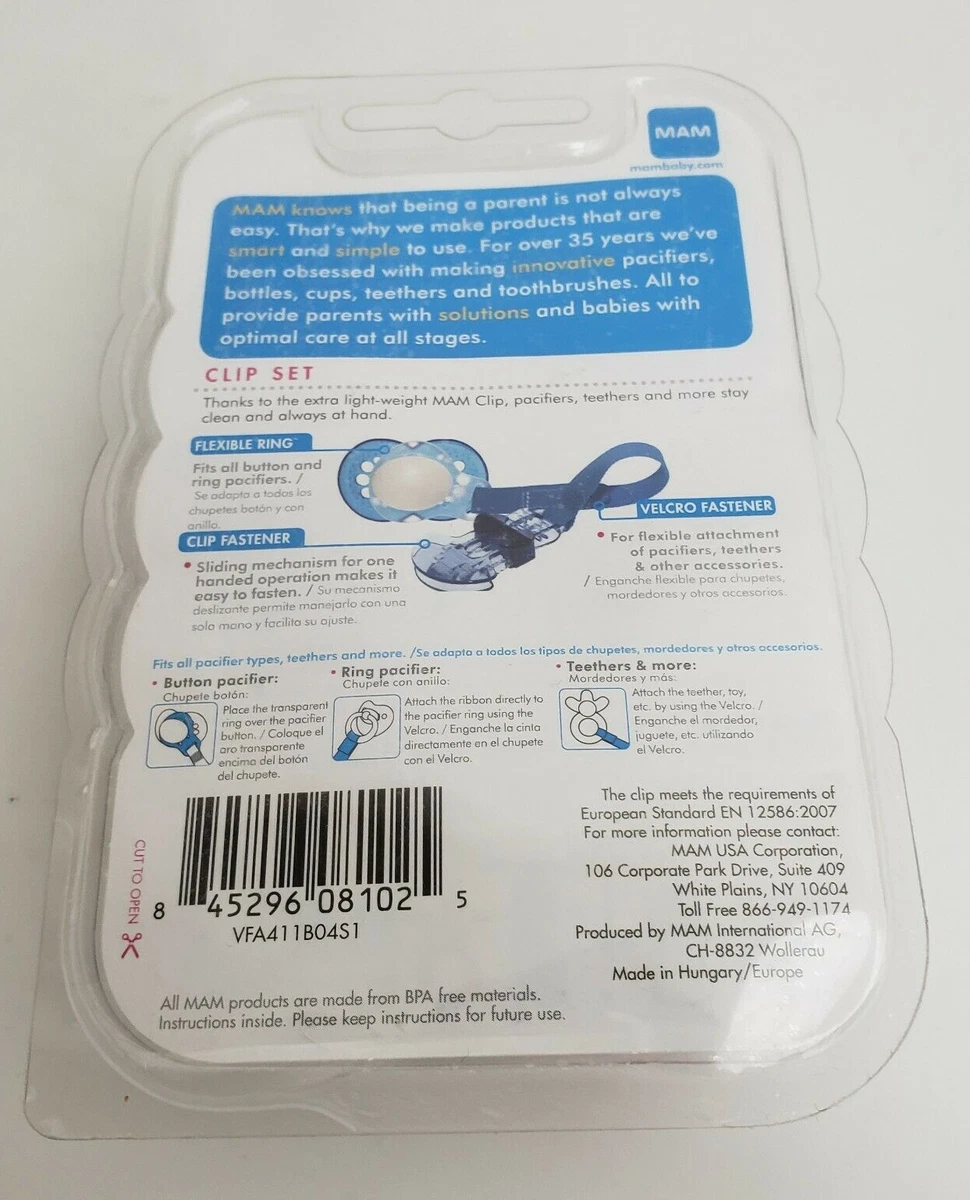 MAM
mambaby.com
MAM knows that being a parent is not always
easy. That's why we make products that are
smart and simple to use. For over 35 years we've
been obsessed with making innovative pacifiers,
bottles, cups, teethers and toothbrushes. All to
provide parents with solutions and babies with
optimal care at all stages.
CLIP SET
Thanks to the extra light-weight MAM Clip, pacifiers, teethers and more stay
clean and always at hand.
FLEXIBLE RING™
Fits all button and
ring pacifiers. /
Se adapta a todos los
chupetes botón y con
anillo.
CLIP FASTENER
• Sliding mechanism for one
handed operation makes it
easy to fasten. / Su mecanismo
deslizante permite manejarlo con una
sola mano y facilita su ajuste.
VELCRO FASTENER
• For flexible attachment
of pacifiers, teethers
& other accessories.
/ Enganche flexible para chupetes,
mordedores y otros accesorios.
Fits all pacifier types, teethers and more. /Se adapta a todos los tipos de chupetes, mordedores y otros accesorios.
• Button pacifier:
Chupete botón:
Place the transparent
ring over the pacifier
button. / Coloque el
aro transparente
encima del botón
del chupete.
• Ring pacifier:
Chupete con anillo:
Attach the ribbon directly to
the pacifier ring using the
Velcro. / Enganche la cinta
directamente en el chupete
con el Velcro.
• Teethers & more:
Mordedores y más:
Attach the teether, toy,
etc. by using the Velcro. /
Enganche el mordedor,
juguete, etc. utilizando
el Velcro.
CUT TO OPEN
8 45296 08102 5
VFA411B04S1
The clip meets the requirements of
European Standard EN 12586:2007
For more information please contact:
MAM USA Corporation,
106 Corporate Park Drive, Suite 409
White Plains, NY 10604
Toll Free 866-949-1174
Produced by MAM International AG,
CH-8832 Wollerau
Made in Hungary/Europe
All MAM products are made from BPA free materials.
Instructions inside. Please keep instructions for future use.